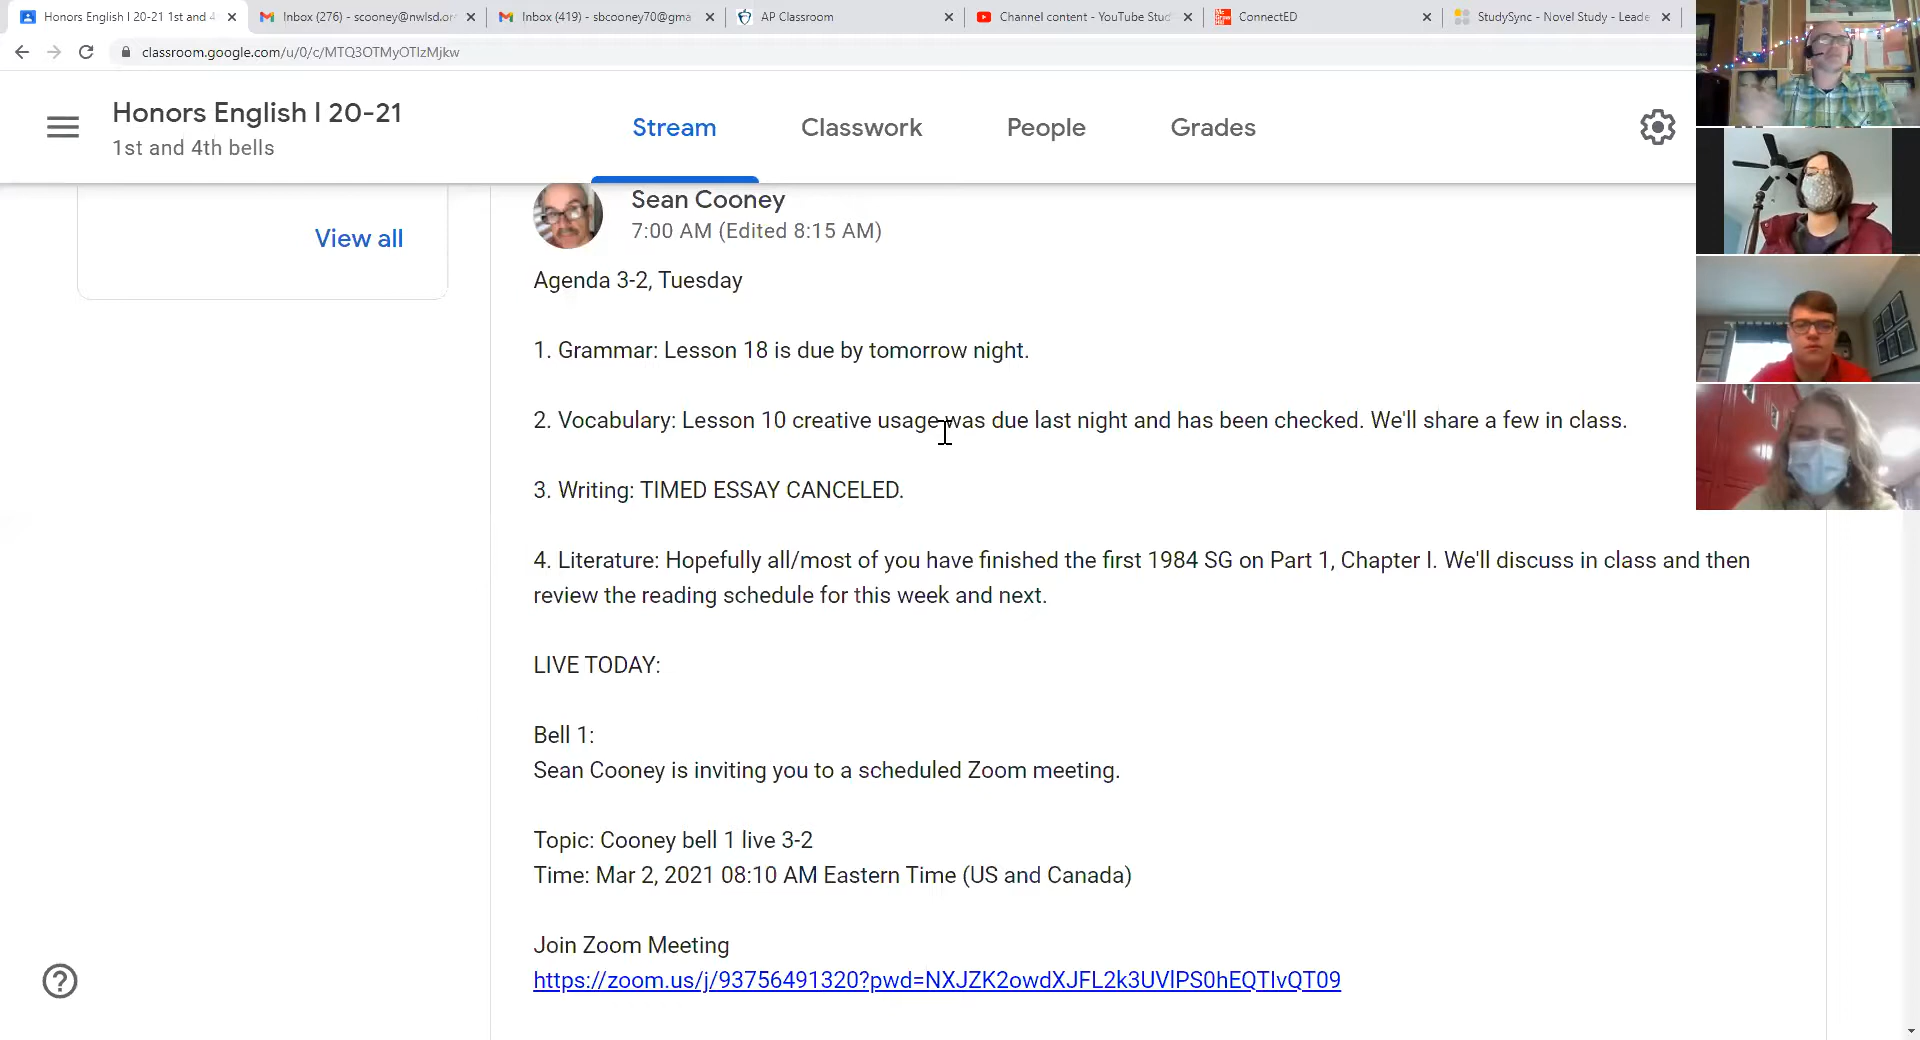 Honors English I 20-21 1st and 4
Inbox (276) - scooney@nwlsd.or
Inbox (419) - sbcooney70@gma
AP Classroom
Channel content - YouTube Stud
ConnectED
StudySync - Novel Study - Leade
classroom.google.com/u/0/c/MTQ3OTMyOTIzMjkw
Honors English I 20-21
1st and 4th bells
Stream
Classwork
People
Grades
View all
Sean Cooney
7:00 AM (Edited 8:15 AM)
Agenda 3-2, Tuesday
1. Grammar: Lesson 18 is due by tomorrow night.
2. Vocabulary: Lesson 10 creative usage was due last night and has been checked. We'll share a few in class.
3. Writing: TIMED ESSAY CANCELED.
4. Literature: Hopefully all/most of you have finished the first 1984 SG on Part 1, Chapter I. We'll discuss in class and then
review the reading schedule for this week and next.
LIVE TODAY:
Bell 1:
Sean Cooney is inviting you to a scheduled Zoom meeting.
Topic: Cooney bell 1 live 3-2
Time: Mar 2, 2021 08:10 AM Eastern Time (US and Canada)
Join Zoom Meeting
https://zoom.us/j/93756491320?pwd=NXJZK2owdXJFL2k3UVlPS0hEQTIvQT09